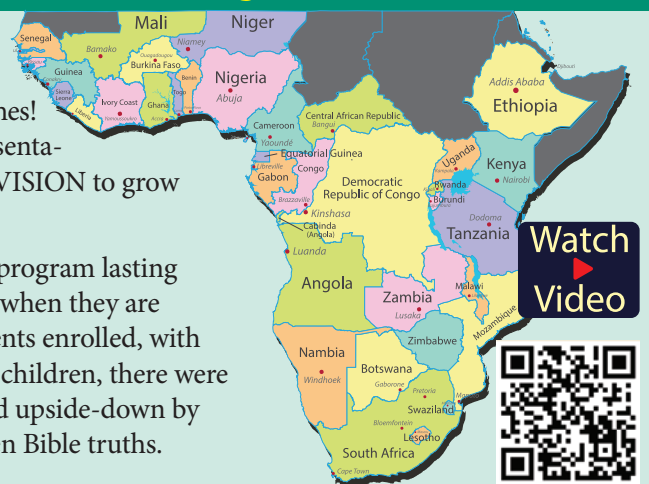 nes!
senta-
VISION to grow
program lasting
when they are
ents enrolled, with
children, there were
d upside-down by
en Bible truths.
Mali
Niger
Senegal
Bamako
Niamey
Ouagadougou
Burkina Faso
Guinea
Benin
Togo
Nigeria
Abuja
Sierra
Leone
Ivory Coast
Ghana
Yamoussoukro
Accra
Liberia
Djibouti
Addis Ababa
Ethiopia
Central African Republic
Bangui
Cameroon
Yaoundé
Equatorial Guinea
Libreville
Gabon
Congo
Brazzaville
Kinshasa
Cabinda
(Angola)
Democratic
Republic of Congo
Uganda
Kampala
Kenya
Nairobi
Rwanda
Burundi
Dodoma
Tanzania
Luanda
Angola
Zambia
Lusaka
Malawi
Mozambique
Zimbabwe
Nambia
Windhoek
Botswana
Gaborone
Pretoria
Swaziland
Bloemfontein
Lesotho
South Africa
Cape Town
Watch
Video